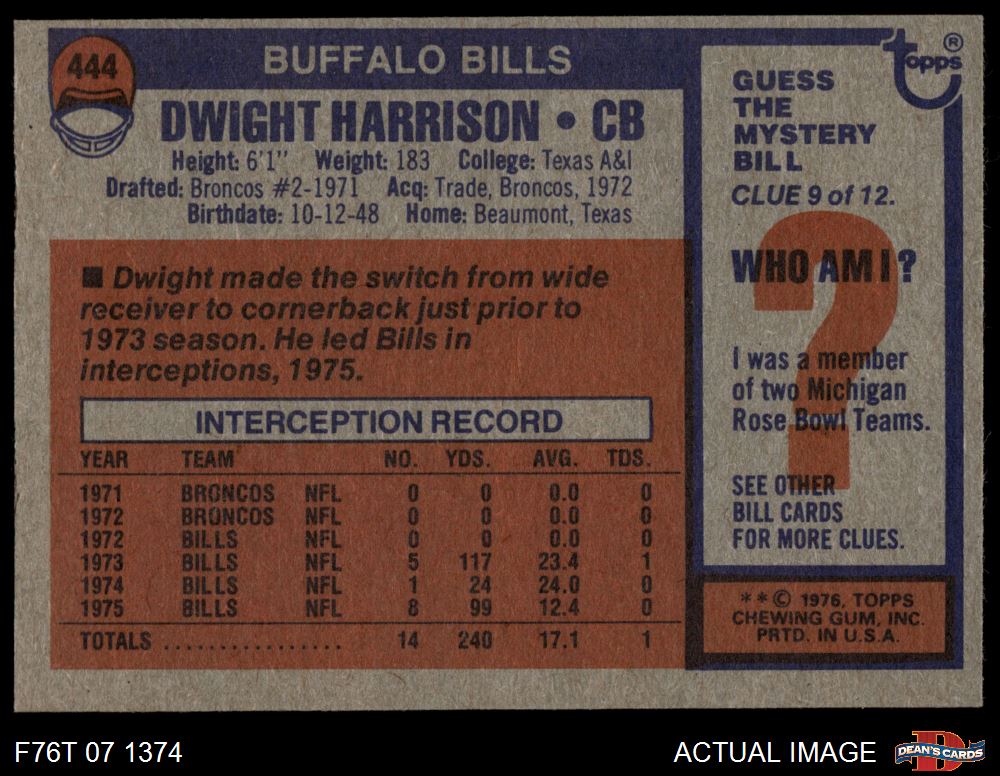 444
BUFFALO BILLS
DWIGHT HARRISON • CB
Height: 6'1" Weight: 183 College: Texas A&I
Drafted: Broncos #2-1971 Acq: Trade, Broncos, 1972
Birthdate: 10-12-48 Home: Beaumont, Texas
■ Dwight made the switch from wide
receiver to cornerback just prior to
1973 season. He led Bills in
interceptions, 1975.
INTERCEPTION RECORD
YEAR TEAM NO. YDS. AVG. TDS.
1971 BRONCOS NFL 0 0 0.0 0
1972 BRONCOS NFL 0 0 0.0 0
1972 BILLS NFL 0 0 0.0 0
1973 BILLS NFL 5 117 23.4 1
1974 BILLS NFL 1 24 24.0 0
1975 BILLS NFL 8 99 12.4 0
TOTALS ................ 14 240 17.1 1
topps ®
GUESS
THE
MYSTERY
BILL
CLUE 9 of 12.
WHO AM I ?
?
I was a member
of two Michigan
Rose Bowl Teams.
SEE OTHER
BILL CARDS
FOR MORE CLUES.
* * © 1976, TOPPS
CHEWING GUM, INC.
PRTD. IN U.S.A.
F76T 07 1374
ACTUAL IMAGE
D
DEAN'S CARDS